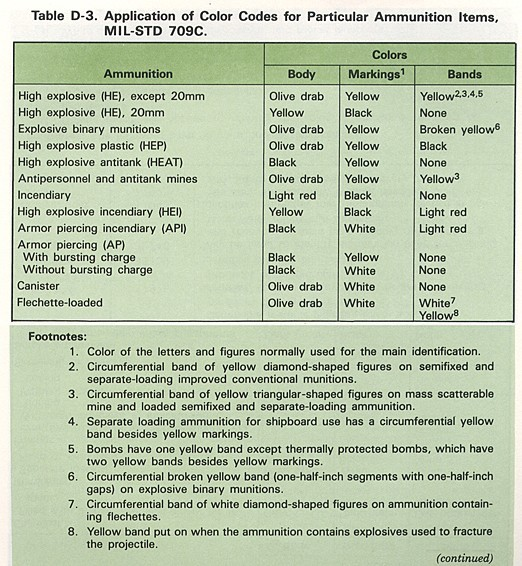 Table D-3. Application of Color Codes for Particular Ammunition Items,
MIL-STD 709C.
Colors
Ammunition Body Markings1 Bands
High explosive (HE), except 20mm Olive drab Yellow Yellow2,3,4,5
High explosive (HE), 20mm Yellow Black None
Explosive binary munitions Olive drab Yellow Broken yellow6
High explosive plastic (HEP) Olive drab Yellow Black
High explosive antitank (HEAT) Black Yellow None
Antipersonnel and antitank mines Olive drab Yellow Yellow3
Incendiary Light red Black None
High explosive incendiary (HEI) Yellow Black Light red
Armor piercing incendiary (API) Black White Light red
Armor piercing (AP)
With bursting charge Black Yellow None
Without bursting charge Black White None
Canister Olive drab White None
Flechette-loaded Olive drab White White7
Yellow8
Footnotes:
1. Color of the letters and figures normally used for the main identification.
2. Circumferential band of yellow diamond-shaped figures on semifixed and
separate-loading improved conventional munitions.
3. Circumferential band of yellow triangular-shaped figures on mass scatterable
mine and loaded semifixed and separate-loading ammunition.
4. Separate loading ammunition for shipboard use has a circumferential yellow
band besides yellow markings.
5. Bombs have one yellow band except thermally protected bombs, which have
two yellow bands besides yellow markings.
6. Circumferential broken yellow band (one-half-inch segments with one-half-inch
gaps) on explosive binary munitions.
7. Circumferential band of white diamond-shaped figures on ammunition contain-
ing flechettes.
8. Yellow band put on when the ammunition contains explosives used to fracture
the projectile.
(continued)